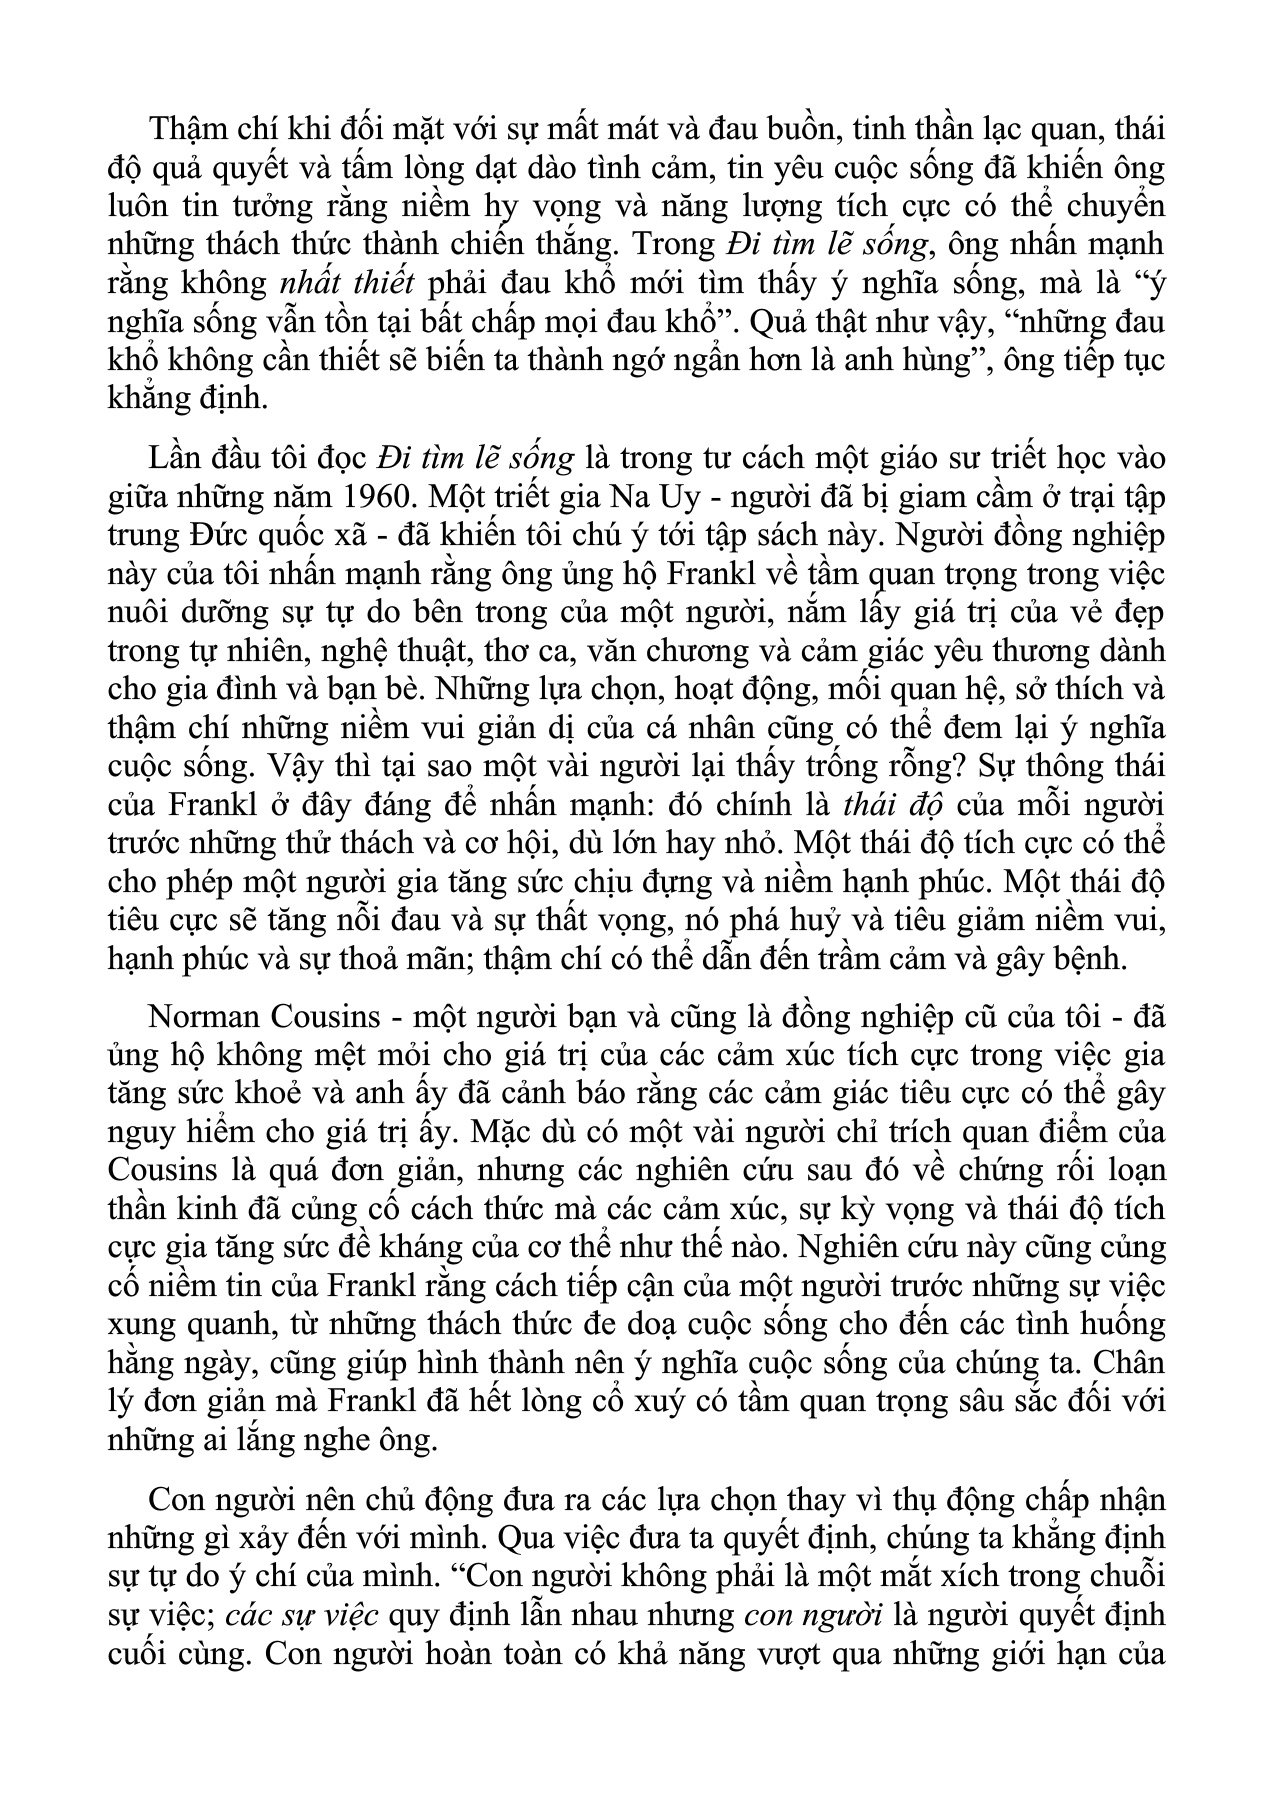 Thậm chí khi đối mặt với sự mất mát và đau buồn, tinh thần lạc quan, thái
độ quả quyết và tấm lòng dạt dào tình cảm, tin yêu cuộc sống đã khiến ông
luôn tin tưởng rằng niềm hy vọng và năng lượng tích cực có thể chuyển
những thách thức thành chiến thắng. Trong Đi tìm lẽ sống, ông nhấn mạnh
rằng không nhất thiết phải đau khổ mới tìm thấy ý nghĩa sống, mà là “ý
nghĩa sống vẫn tồn tại bất chấp mọi đau khổ”. Quả thật như vậy, “những đau
khổ không cần thiết sẽ biến ta thành ngớ ngẩn hơn là anh hùng”, ông tiếp tục
khẳng định.
Lần đầu tôi đọc Đi tìm lẽ sống là trong tư cách một giáo sư triết học vào
giữa những năm 1960. Một triết gia Na Uy - người đã bị giam cầm ở trại tập
trung Đức quốc xã - đã khiến tôi chú ý tới tập sách này. Người đồng nghiệp
này của tôi nhấn mạnh rằng ông ủng hộ Frankl về tầm quan trọng trong việc
nuôi dưỡng sự tự do bên trong của một người, nắm lấy giá trị của vẻ đẹp
trong tự nhiên, nghệ thuật, thơ ca, văn chương và cảm giác yêu thương dành
cho gia đình và bạn bè. Những lựa chọn, hoạt động, mối quan hệ, sở thích và
thậm chí những niềm vui giản dị của cá nhân cũng có thể đem lại ý nghĩa
cuộc sống. Vậy thì tại sao một vài người lại thấy trống rỗng? Sự thông thái
của Frankl ở đây đáng để nhấn mạnh: đó chính là thái độ của mỗi người
trước những thử thách và cơ hội, dù lớn hay nhỏ. Một thái độ tích cực có thể
cho phép một người gia tăng sức chịu đựng và niềm hạnh phúc. Một thái độ
tiêu cực sẽ tăng nỗi đau và sự thất vọng, nó phá huỷ và tiêu giảm niềm vui,
hạnh phúc và sự thoả mãn; thậm chí có thể dẫn đến trầm cảm và gây bệnh.
Norman Cousins - một người bạn và cũng là đồng nghiệp cũ của tôi - đã
ủng hộ không mệt mỏi cho giá trị của các cảm xúc tích cực trong việc gia
tăng sức khoẻ và anh ấy đã cảnh báo rằng các cảm giác tiêu cực có thể gây
nguy hiểm cho giá trị ấy. Mặc dù có một vài người chỉ trích quan điểm của
Cousins là quá đơn giản, nhưng các nghiên cứu sau đó về chứng rối loạn
thần kinh đã củng cố cách thức mà các cảm xúc, sự kỳ vọng và thái độ tích
cực gia tăng sức đề kháng của cơ thể như thế nào. Nghiên cứu này cũng củng
cố niềm tin của Frankl rằng cách tiếp cận của một người trước những sự việc
xung quanh, từ những thách thức đe doạ cuộc sống cho đến các tình huống
hằng ngày, cũng giúp hình thành nên ý nghĩa cuộc sống của chúng ta. Chân
lý đơn giản mà Frankl đã hết lòng cổ xuý có tầm quan trọng sâu sắc đối với
những ai lắng nghe ông.
Con người nên chủ động đưa ra các lựa chọn thay vì thụ động chấp nhận
những gì xảy đến với mình. Qua việc đưa ta quyết định, chúng ta khẳng định
sự tự do ý chí của mình. “Con người không phải là một mắt xích trong chuỗi
sự việc; các sự việc quy định lẫn nhau nhưng con người là người quyết định
cuối cùng. Con người hoàn toàn có khả năng vượt qua những giới hạn của